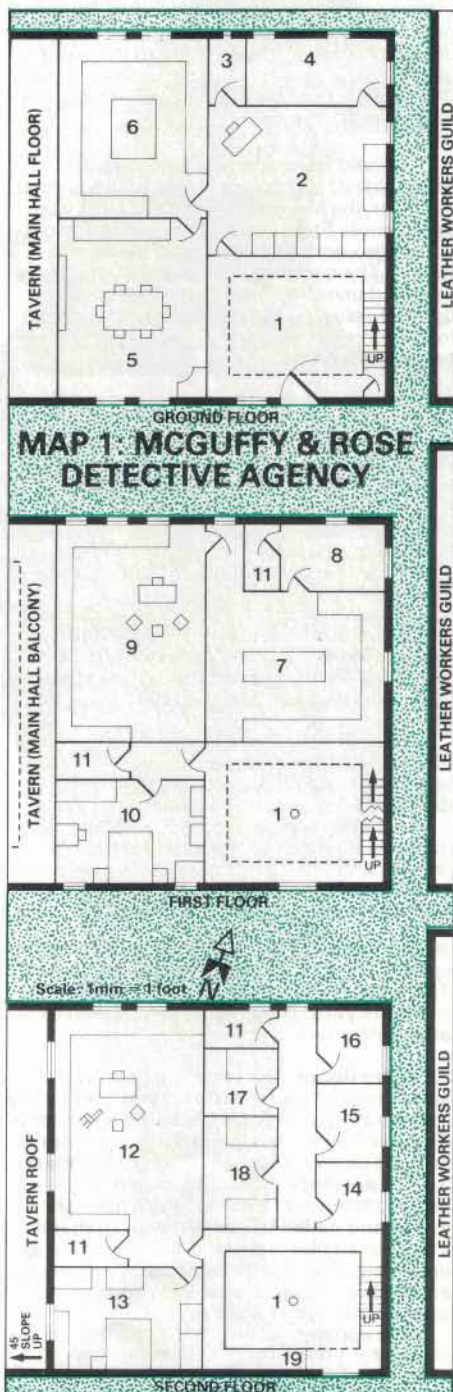 3
4
6
2
TAVERN (MAIN HALL FLOOR)
LEATHER WORKERS GUILD
1
5
UP
GROUND FLOOR
MAP 1: MCGUFFY & ROSE
DETECTIVE AGENCY
8
11
9
7
TAVERN (MAIN HALL BALCONY)
LEATHER WORKERS GUILD
11
10
1
UP
FIRST FLOOR
N
Scale: 1mm = 1 foot
11
16
17
12
15
18
14
TAVERN ROOF
LEATHER WORKERS GUILD
11
13
1
UP
19
45
SLOPE
UP
SECOND FLOOR